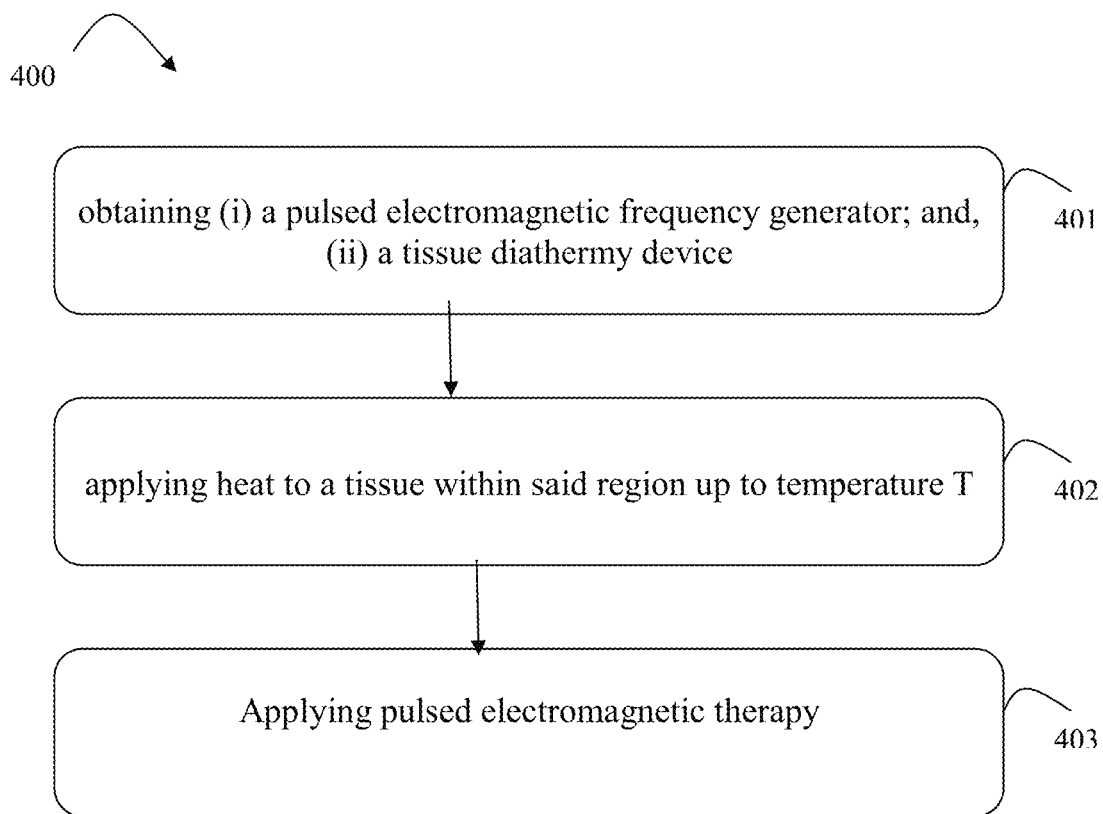 400
obtaining (i) a pulsed electromagnetic frequency generator; and,
(ii) a tissue diathermy device
401
applying heat to a tissue within said region up to temperature T
402
Applying pulsed electromagnetic therapy
403